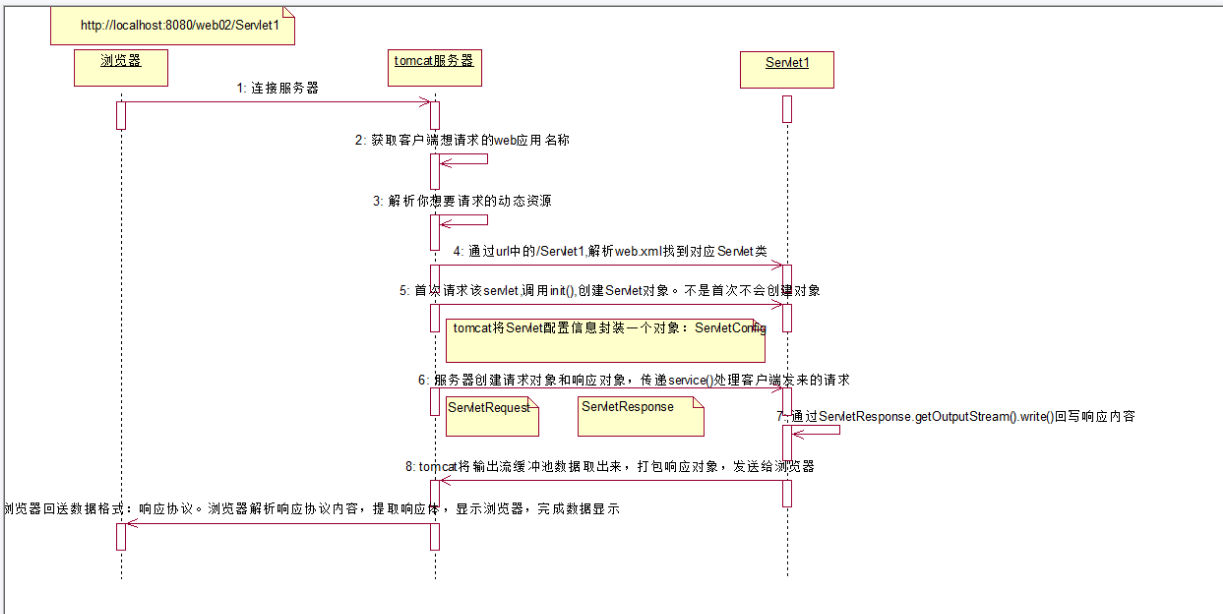 http://localhost:8080/web02/Servlet1
浏览器
tomcat服务器
Servlet1
1: 连接服务器
2: 获取客户端想请求的web应用名称
3: 解析你想要请求的动态资源
4: 通过url中的/Servlet1,解析web.xml找到对应Servlet类
5: 首次请求该servlet,调用init(),创建Servlet对象。不是首次不会创建对象
tomcat将Servlet配置信息封装一个对象：ServletConfig
6: 服务器创建请求对象和响应对象，传递service()处理客户端发来的请求
ServletRequest
ServletResponse
7: 通过ServletResponse.getOutputStream().write()回写响应内容
8: tomcat将输出流缓冲池数据取出来，打包响应对象，发送给浏览器
浏览器回送数据格式：响应协议。浏览器解析响应协议内容，提取响应体，显示浏览器，完成数据显示